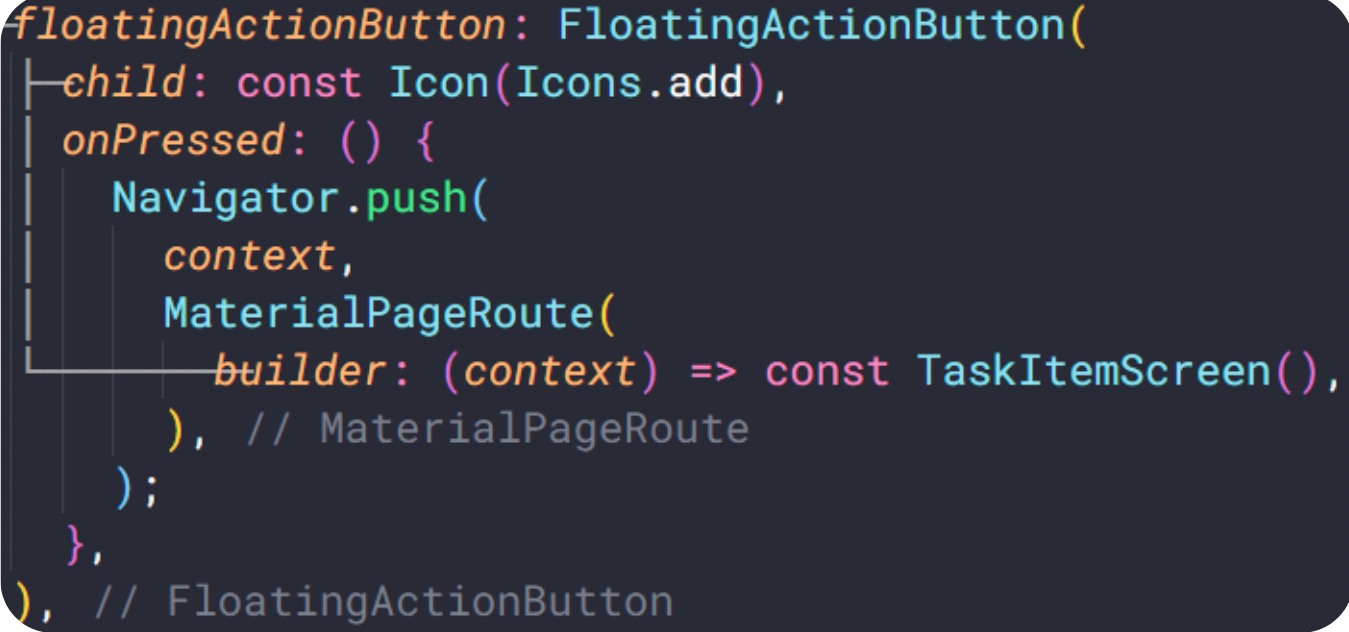 floatingActionButton: FloatingActionButton(
child: const Icon(Icons.add),
onPressed: () {
Navigator.push(
context,
MaterialPageRoute(
builder: (context) => const TaskItemScreen(),
), // MaterialPageRoute
);
},
), // FloatingActionButton